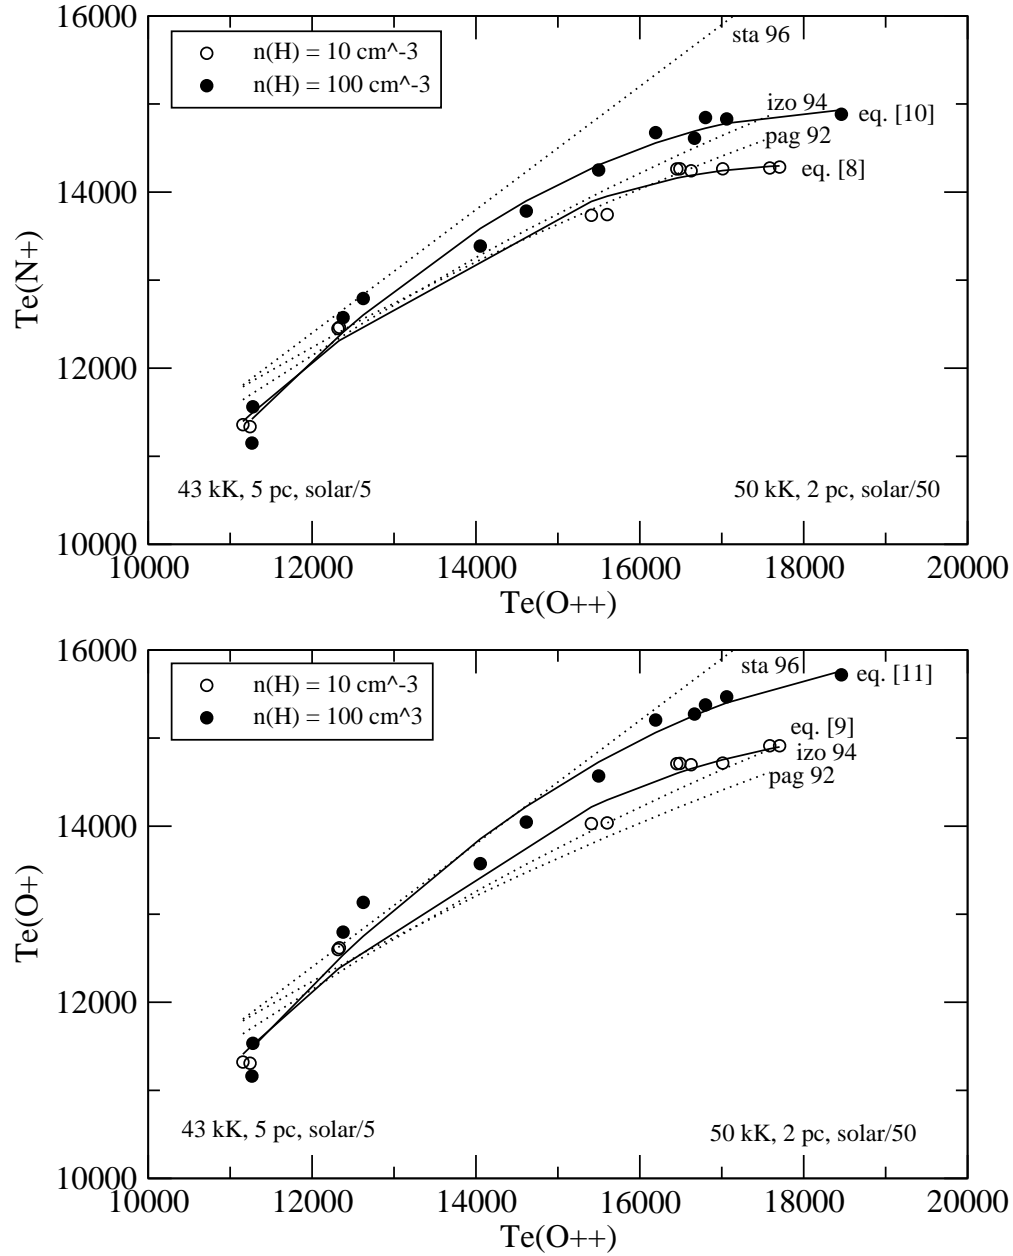 16000
n(H) = 10 cm^-3
n(H) = 100 cm^-3
sta 96
izo 94
eq. [10]
pag 92
14000
eq. [8]
Te(N+)
12000
43 kK, 5 pc, solar/5
50 kK, 2 pc, solar/50
10000
10000 12000 14000 16000 18000 20000
Te(O++)
16000
n(H) = 10 cm^-3
n(H) = 100 cm^3
sta 96
eq. [11]
eq. [9]
izo 94
pag 92
14000
Te(O+)
12000
43 kK, 5 pc, solar/5
50 kK, 2 pc, solar/50
10000
10000 12000 14000 16000 18000 20000
Te(O++)